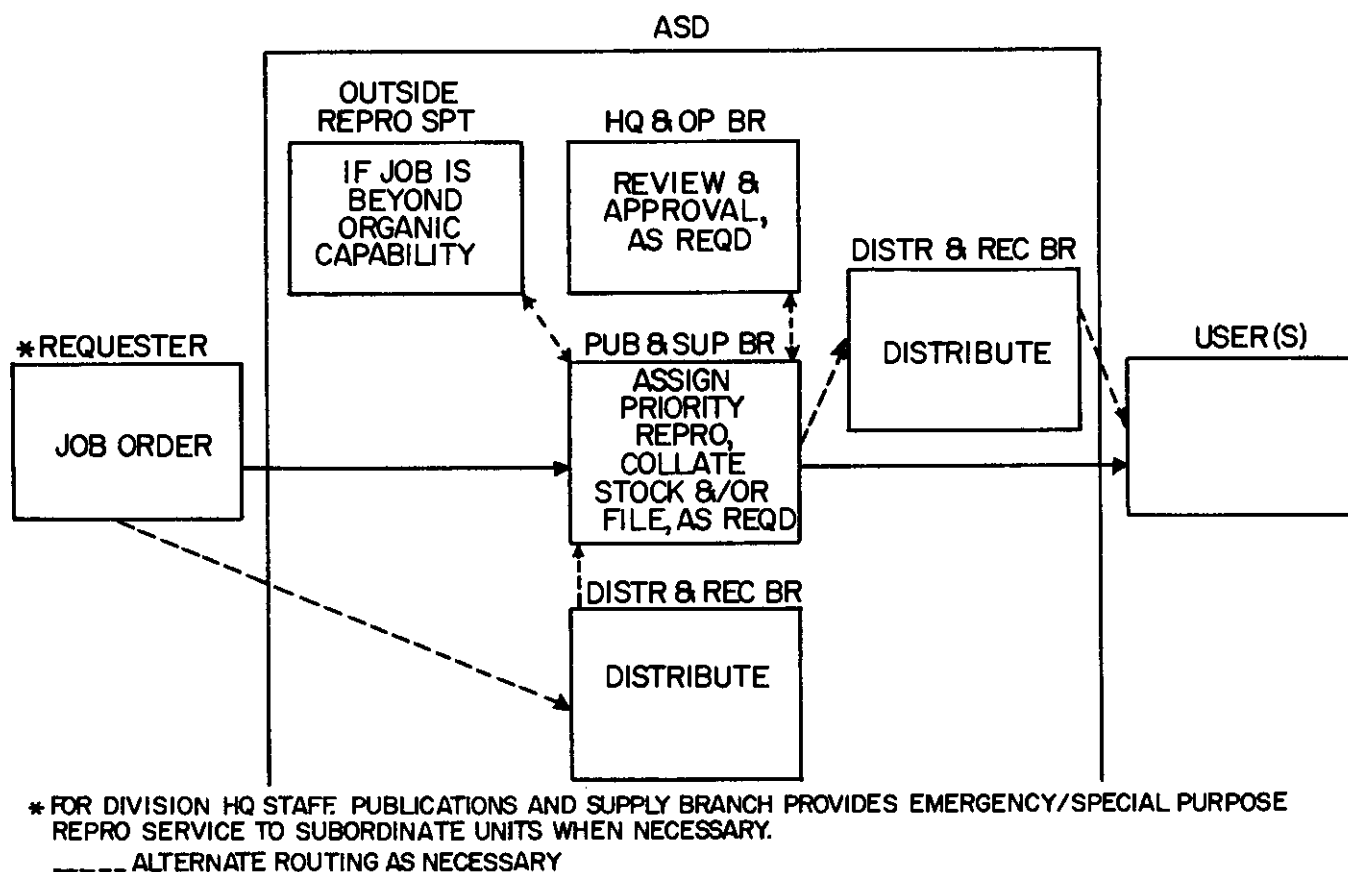 ASD
OUTSIDE
REPRO SPT
IF JOB IS
BEYOND
ORGANIC
CAPABILITY
HQ & OP BR
REVIEW &
APPROVAL,
AS REQD
DISTR & REC BR
DISTRIBUTE
*REQUESTER
JOB ORDER
PUB & SUP BR
ASSIGN
PRIORITY
REPRO,
COLLATE
STOCK &/OR
FILE, AS REQD
USER(S)
DISTR & REC BR
DISTRIBUTE
* FOR DIVISION HQ STAFF. PUBLICATIONS AND SUPPLY BRANCH PROVIDES EMERGENCY/SPECIAL PURPOSE
REPRO SERVICE TO SUBORDINATE UNITS WHEN NECESSARY.
_____ ALTERNATE ROUTING AS NECESSARY